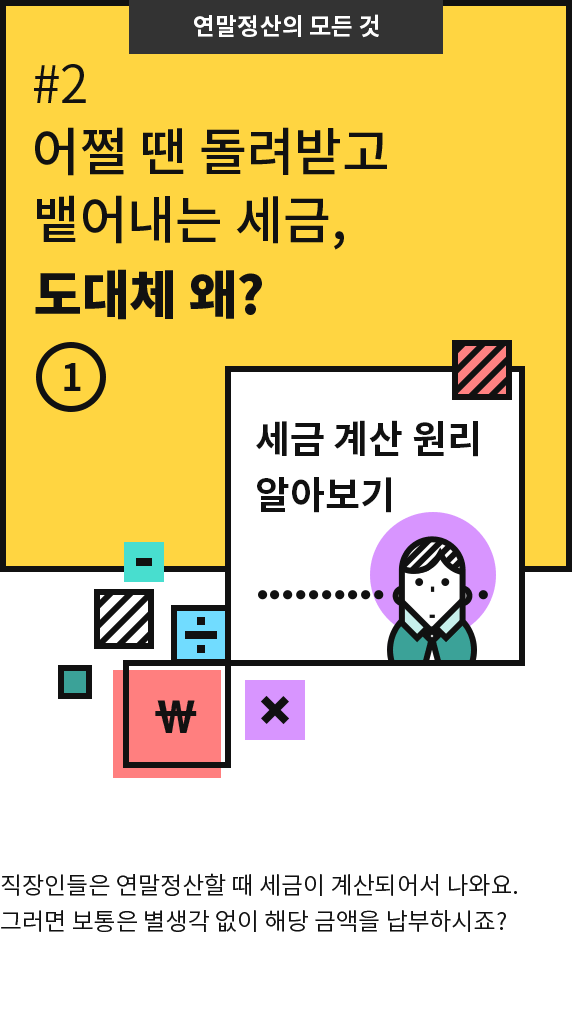 연말정산의 모든 것
#2
어쩔 땐 돌려받고
뱉어내는 세금,
도대체 왜?
1
세금 계산 원리
알아보기
-
÷
₩
×
직장인들은 연말정산할 때 세금이 계산되어서 나와요.
그러면 보통은 별생각 없이 해당 금액을 납부하시죠?